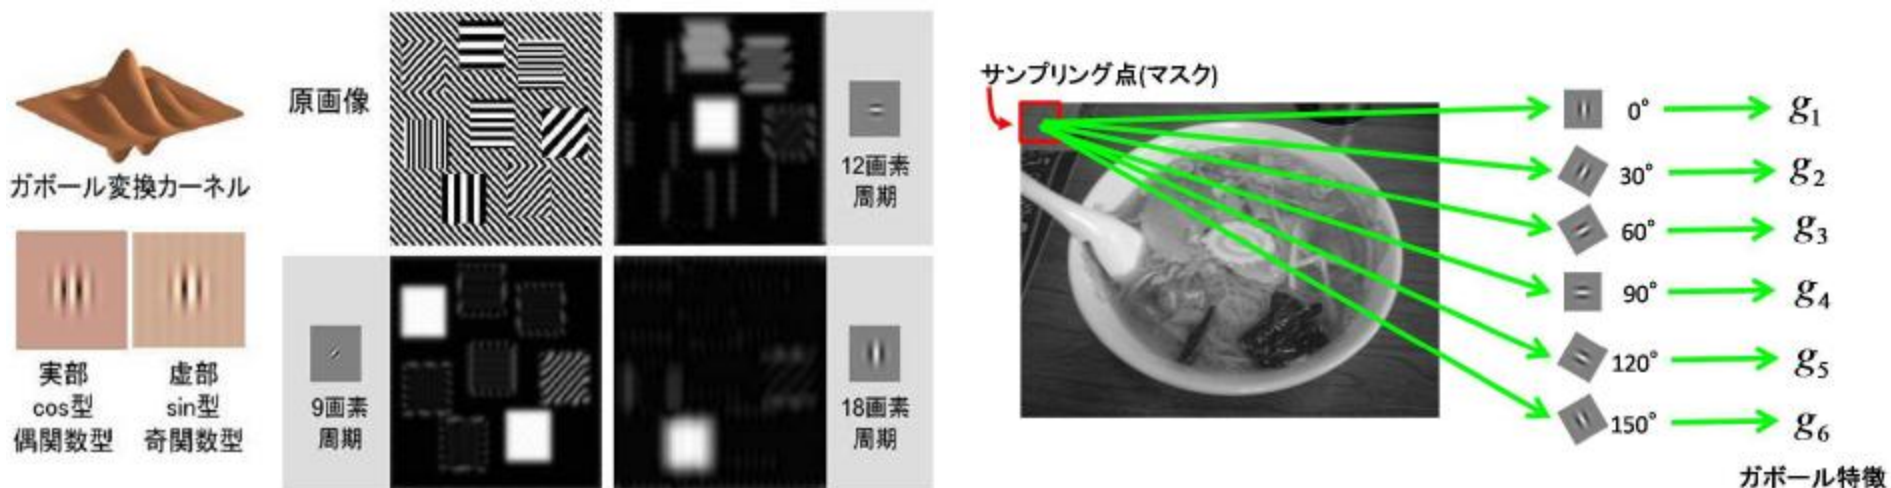 ガボール変換カーネル
実部
cos型
偶関数型
虚部
sin型
奇関数型
原画像
12画素
周期
9画素
周期
18画素
周期
サンプリング点(マスク)
0°
g1
30°
g2
60°
g3
90°
g4
120°
g5
150°
g6
ガボール特徴